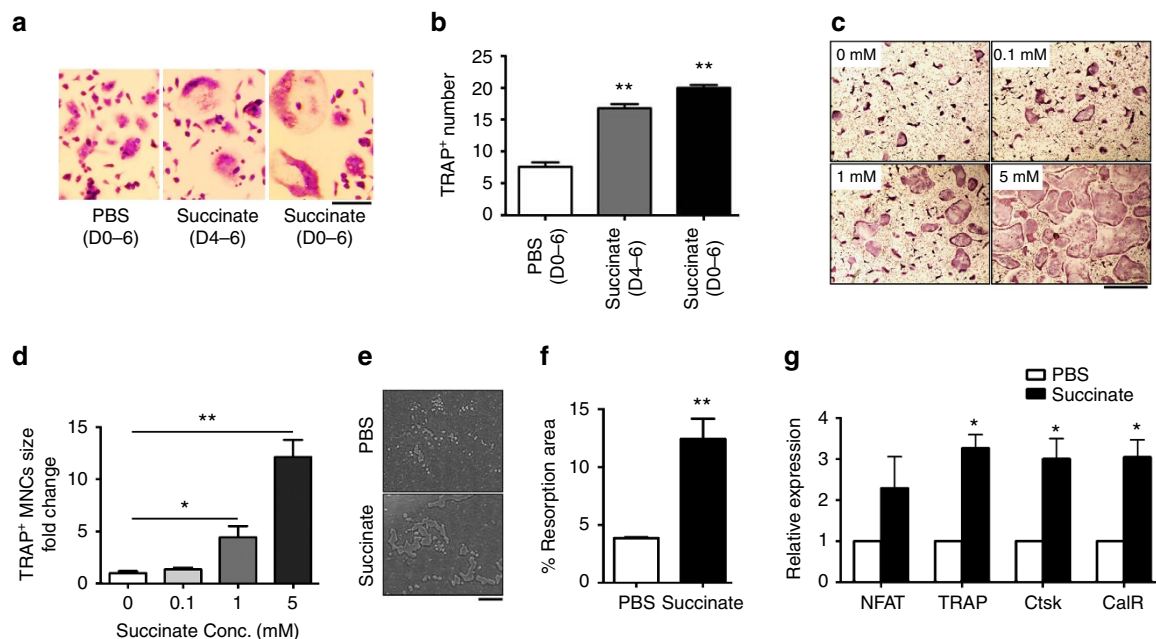 a
PBS
(D0–6)
Succinate
(D4–6)
Succinate
(D0–6)
b
TRAP⁺ number
25
20
15
10
5
0
PBS
(D0–6)
Succinate
(D4–6)
Succinate
(D0–6)
**
**
c
0 mM
0.1 mM
1 mM
5 mM
d
TRAP⁺ MNCs size
fold change
15
10
5
0
**
*
0 0.1 1 5
Succinate Conc. (mM)
e
PBS
Succinate
f
% Resorption area
15
10
5
0
**
PBS Succinate
g
PBS
Succinate
Relative expression
4
3
2
1
0
* * *
NFAT TRAP Ctsk CalR